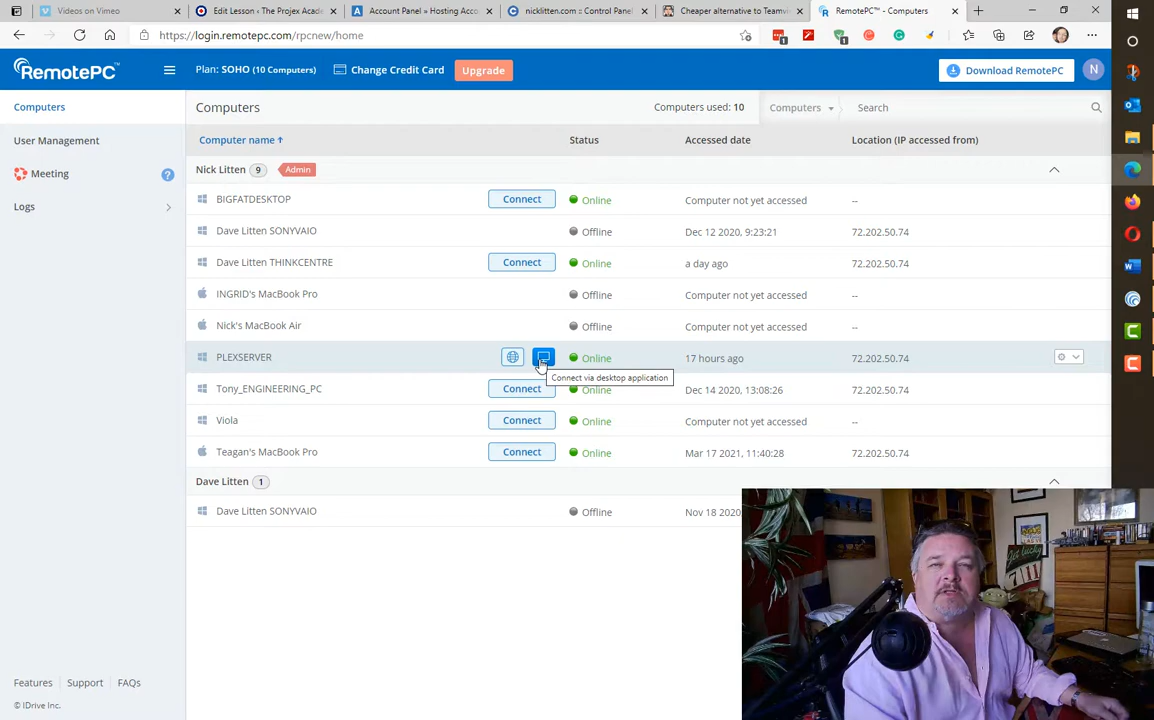 Videos on Vimeo
Edit Lesson ‹ The Projex Acade
Account Panel » Hosting Acco
nicklitten.com :: Control Panel
Cheaper alternative to Teamvi
RemotePC™ - Computers
https://login.remotepc.com/rpcnew/home
RemotePC™
Plan: SOHO (10 Computers)
Change Credit Card
Upgrade
Download RemotePC
N
Computers
Computers
Computers used: 10
Computers
Search
User Management
Computer name
Status
Accessed date
Location (IP accessed from)
Meeting
?
Nick Litten 9 Admin
Logs
BIGFATDESKTOP Connect Online Computer not yet accessed --
Dave Litten SONYVAIO Offline Dec 12 2020, 9:23:21 72.202.50.74
Dave Litten THINKCENTRE Connect Online a day ago 72.202.50.74
INGRID's MacBook Pro Offline Computer not yet accessed --
Nick's MacBook Air Offline Computer not yet accessed --
PLEXSERVER Online 17 hours ago 72.202.50.74
Connect via desktop application
Tony_ENGINEERING_PC Connect Online Dec 14 2020, 13:08:26 72.202.50.74
Viola Connect Online Computer not yet accessed --
Teagan's MacBook Pro Connect Online Mar 17 2021, 11:40:28 72.202.50.74
Dave Litten 1
Dave Litten SONYVAIO Offline Nov 18 2020
Get lucky
7 11
Features Support FAQs
© IDrive Inc.